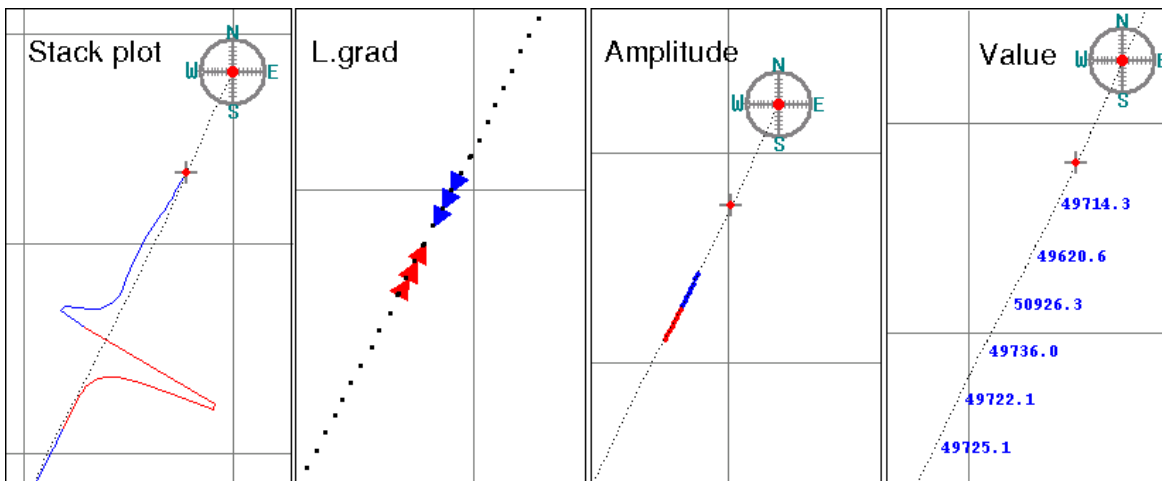 Stack plot
N
W E
S
L.grad
Amplitude
N
W E
S
Value
N
W E
S
49714.3
49620.6
50926.3
49736.0
49722.1
49725.1